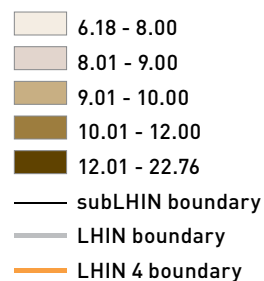 6.18 - 8.00
8.01 - 9.00
9.01 - 10.00
10.01 - 12.00
12.01 - 22.76
subLHIN boundary
LHIN boundary
LHIN 4 boundary